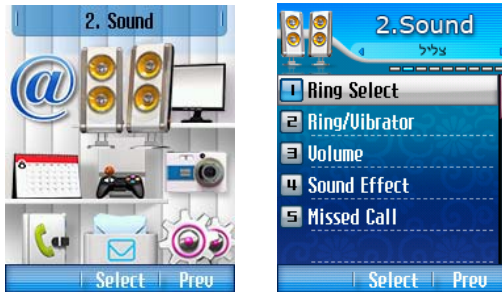 2. Sound
@
6
Select Prev
2.Sound
צליל
1 Ring Select
2 Ring/Vibrator
3 Volume
4 Sound Effect
5 Missed Call
Select Prev